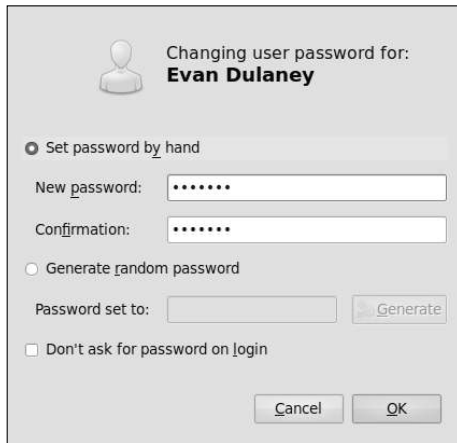 Changing user password for:
Evan Dulaney
Set password by hand
New password: •••••••
Confirmation: •••••••
Generate random password
Password set to:
Generate
Don't ask for password on login
Cancel
OK